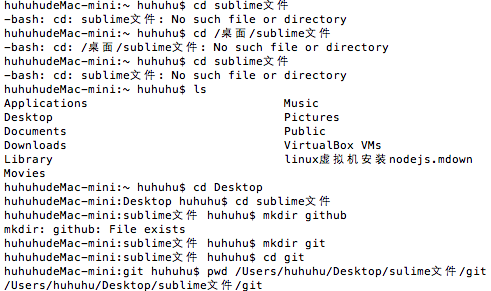 huhuhudeMac-mini:~ huhuhu$ cd sublime文件
-bash: cd: sublime文件: No such file or directory
huhuhudeMac-mini:~ huhuhu$ cd /桌面/sublime文件
-bash: cd: /桌面/sublime文件: No such file or directory
huhuhudeMac-mini:~ huhuhu$ cd sublime文件
-bash: cd: sublime文件: No such file or directory
huhuhudeMac-mini:~ huhuhu$ ls
Applications Music
Desktop Pictures
Documents Public
Downloads VirtualBox VMs
Library linux虚拟机安装nodejs.mdown
Movies
huhuhudeMac-mini:~ huhuhu$ cd Desktop
huhuhudeMac-mini:Desktop huhuhu$ cd sublime文件
huhuhudeMac-mini:sublime文件 huhuhu$ mkdir github
mkdir: github: File exists
huhuhudeMac-mini:sublime文件 huhuhu$ mkdir git
huhuhudeMac-mini:sublime文件 huhuhu$ cd git
huhuhudeMac-mini:git huhuhu$ pwd /Users/huhuhu/Desktop/sulime文件/git
/Users/huhuhu/Desktop/sublime文件/git